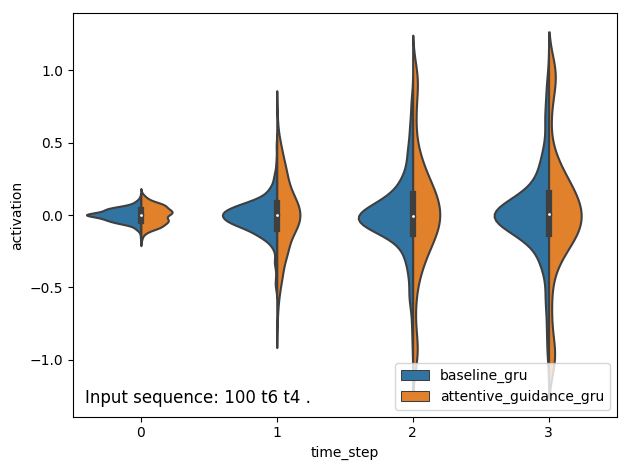 1.0
0.5
0.0
−0.5
−1.0
activation
Input sequence: 100 t6 t4 .
baseline_gru
attentive_guidance_gru
0 1 2 3
time_step